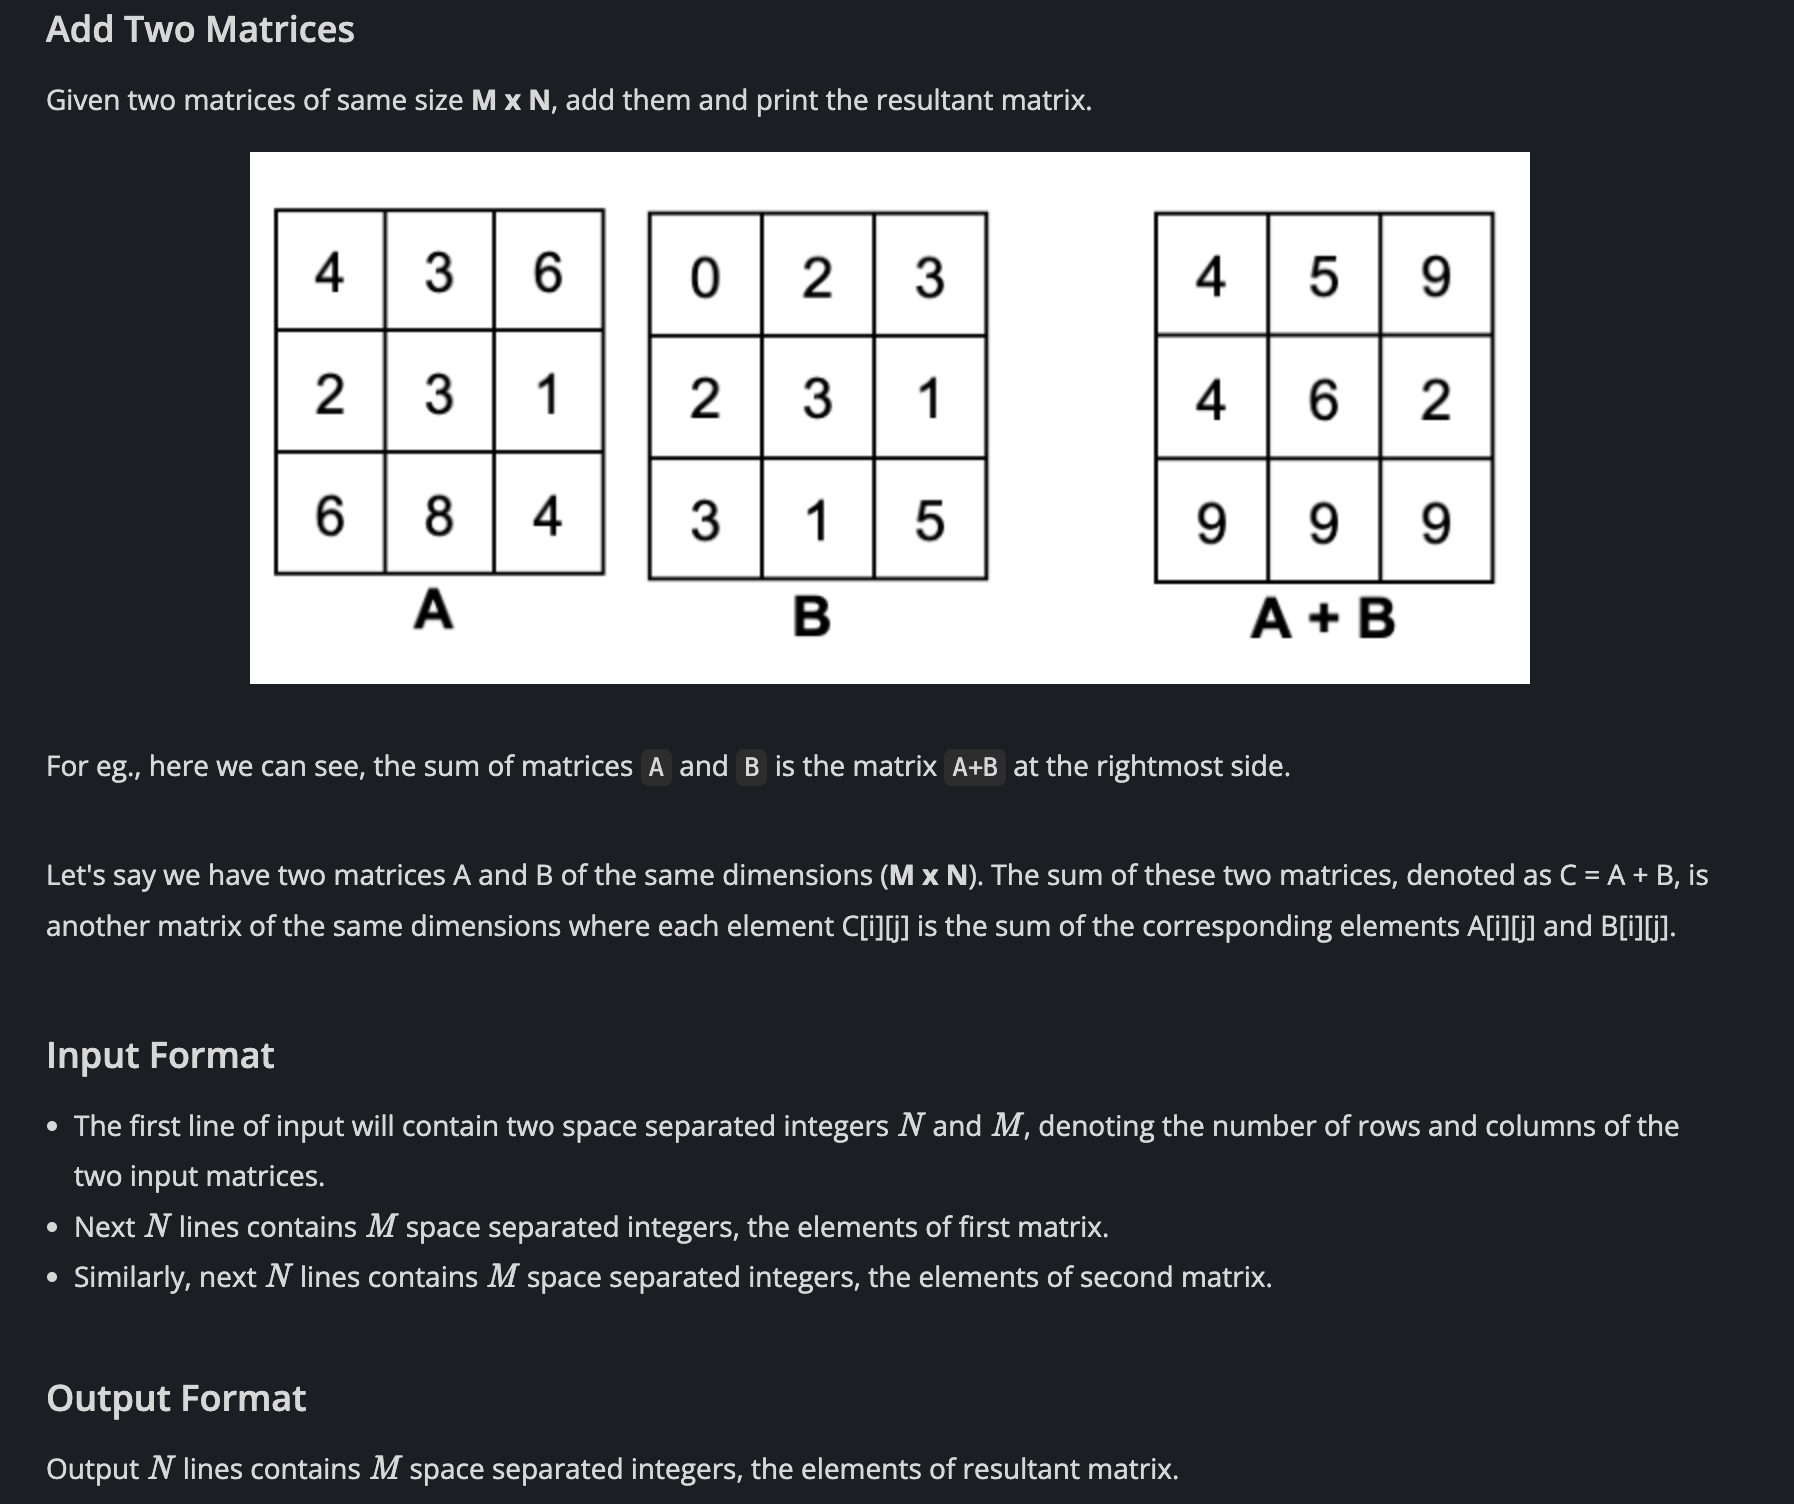 Add Two Matrices
Given two matrices of same size M x N, add them and print the resultant matrix.
4 3 6
2 3 1
6 8 4
A
0 2 3
2 3 1
3 1 5
B
4 5 9
4 6 2
9 9 9
A + B
For eg., here we can see, the sum of matrices A and B is the matrix A+B at the rightmost side.
Let's say we have two matrices A and B of the same dimensions (M x N). The sum of these two matrices, denoted as C = A + B, is
another matrix of the same dimensions where each element C[i][j] is the sum of the corresponding elements A[i][j] and B[i][j].
Input Format
• The first line of input will contain two space separated integers N and M, denoting the number of rows and columns of the
two input matrices.
• Next N lines contains M space separated integers, the elements of first matrix.
• Similarly, next N lines contains M space separated integers, the elements of second matrix.
Output Format
Output N lines contains M space separated integers, the elements of resultant matrix.